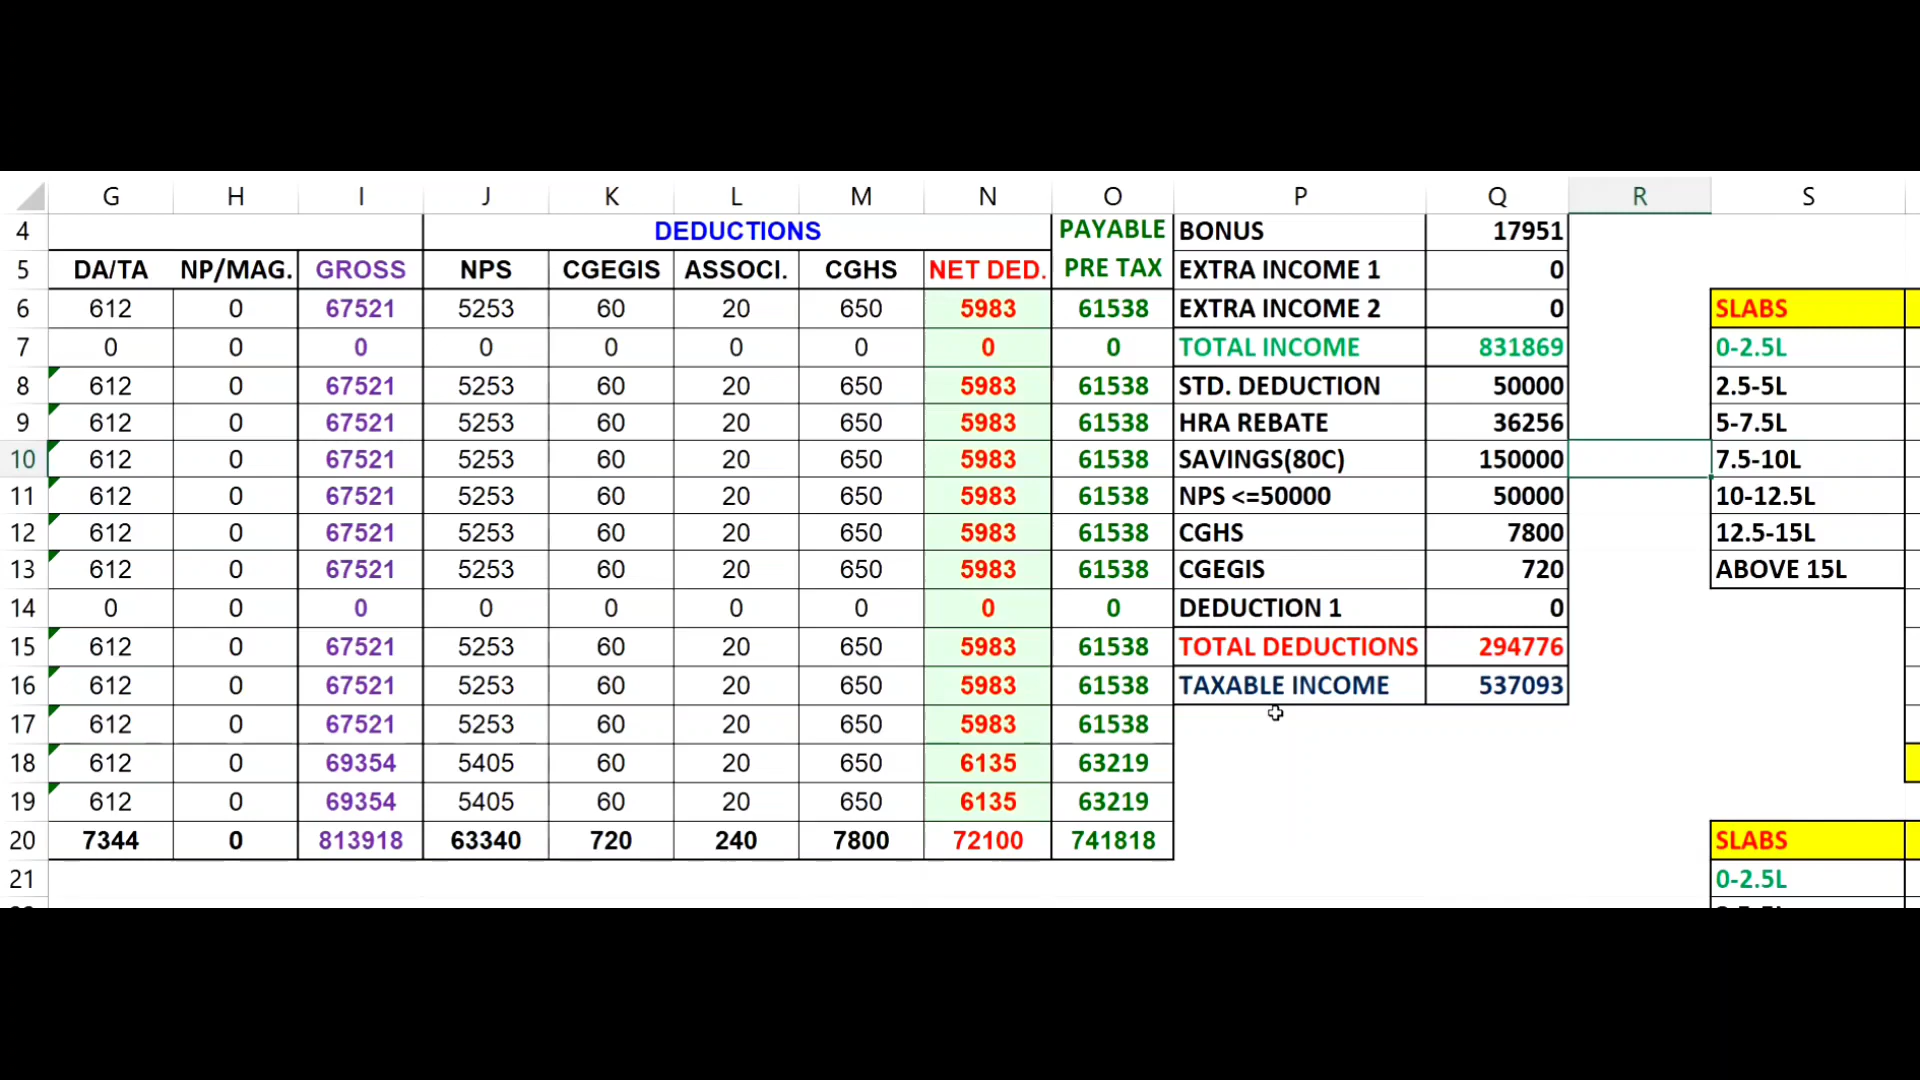 G H I J K L M N O P Q R S
4 DEDUCTIONS PAYABLE BONUS 17951
5 DA/TA NP/MAG. GROSS NPS CGEGIS ASSOCI. CGHS NET DED. PRE TAX EXTRA INCOME 1 0
6 612 0 67521 5253 60 20 650 5983 61538 EXTRA INCOME 2 0 SLABS
7 0 0 0 0 0 0 0 0 0 TOTAL INCOME 831869 0-2.5L
8 612 0 67521 5253 60 20 650 5983 61538 STD. DEDUCTION 50000 2.5-5L
9 612 0 67521 5253 60 20 650 5983 61538 HRA REBATE 36256 5-7.5L
10 612 0 67521 5253 60 20 650 5983 61538 SAVINGS(80C) 150000 7.5-10L
11 612 0 67521 5253 60 20 650 5983 61538 NPS <=50000 50000 10-12.5L
12 612 0 67521 5253 60 20 650 5983 61538 CGHS 7800 12.5-15L
13 612 0 67521 5253 60 20 650 5983 61538 CGEGIS 720 ABOVE 15L
14 0 0 0 0 0 0 0 0 0 DEDUCTION 1 0
15 612 0 67521 5253 60 20 650 5983 61538 TOTAL DEDUCTIONS 294776
16 612 0 67521 5253 60 20 650 5983 61538 TAXABLE INCOME 537093
17 612 0 67521 5253 60 20 650 5983 61538
18 612 0 69354 5405 60 20 650 6135 63219
19 612 0 69354 5405 60 20 650 6135 63219
20 7344 0 813918 63340 720 240 7800 72100 741818 SLABS
21 0-2.5L